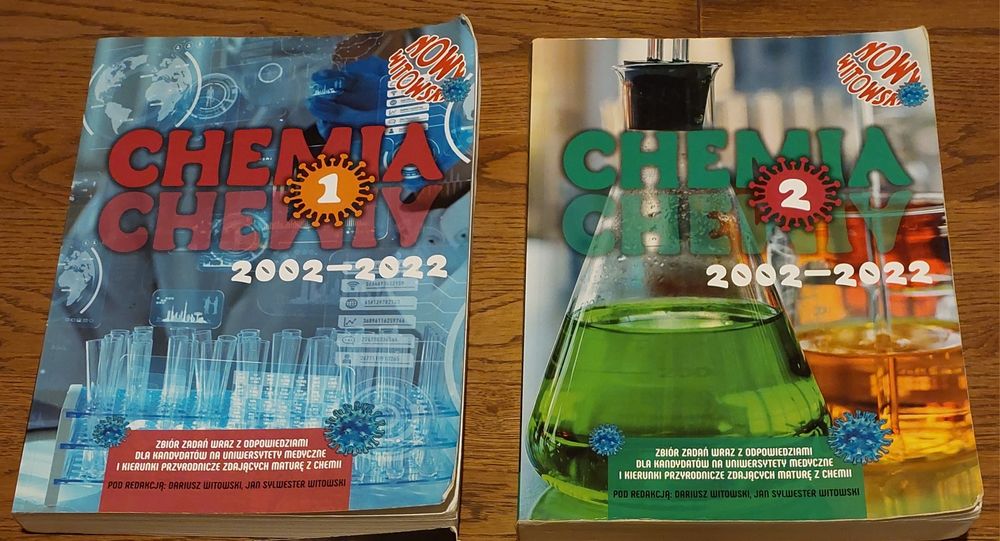 NOWY
WITOWSKI
CHEMIA
1
2002-2022
ZBIÓR ZADAŃ WRAZ Z ODPOWIEDZIAMI
DLA KANDYDATÓW NA UNIWERSYTETY MEDYCZNE
I KIERUNKI PRZYRODNICZE ZDAJĄCYCH MATURĘ Z CHEMII
POD REDAKCJĄ: DARIUSZ WITOWSKI, JAN SYLWESTER WITOWSKI
NOWY
WITOWSKI
CHEMIA
2
2002-2022
ZBIÓR ZADAŃ WRAZ Z ODPOWIEDZIAMI
DLA KANDYDATÓW NA UNIWERSYTETY MEDYCZNE
I KIERUNKI PRZYRODNICZE ZDAJĄCYCH MATURĘ Z CHEMII
POD REDAKCJĄ: DARIUSZ WITOWSKI, JAN SYLWESTER WITOWSKI